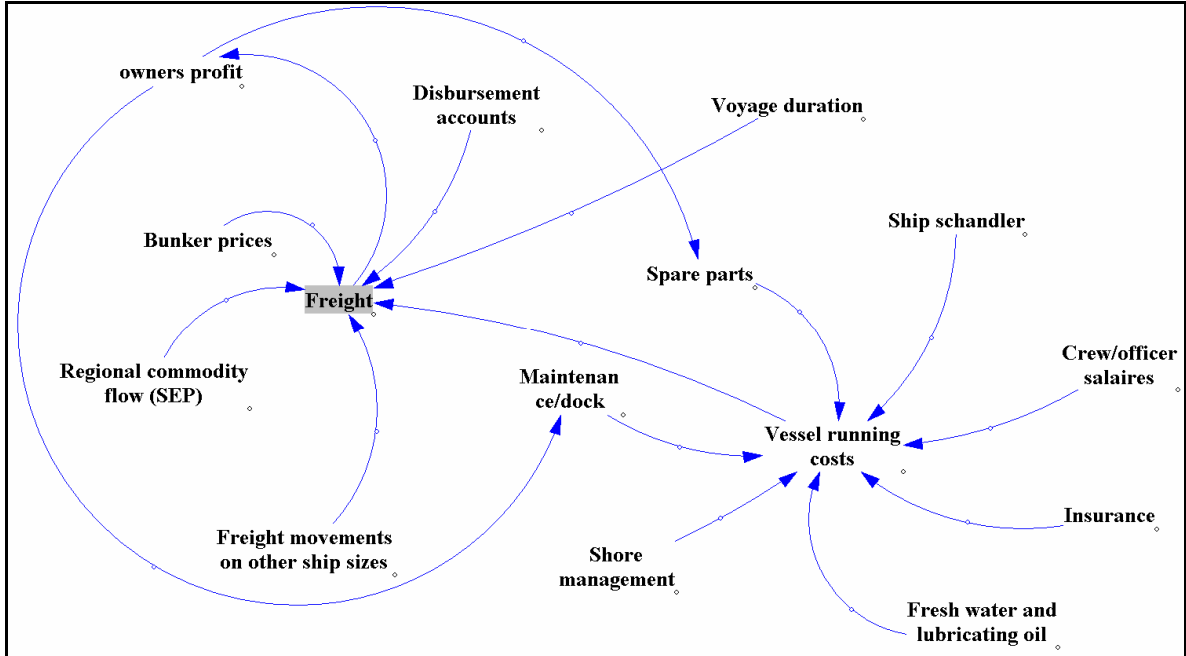 owners profit
Disbursement
accounts
Voyage duration
Bunker prices
Ship schandler
Spare parts
Freight
Regional commodity
flow (SEP)
Maintenan
ce/dock
Crew/officer
salaires
Vessel running
costs
Freight movements
on other ship sizes
Shore
management
Insurance
Fresh water and
lubricating oil